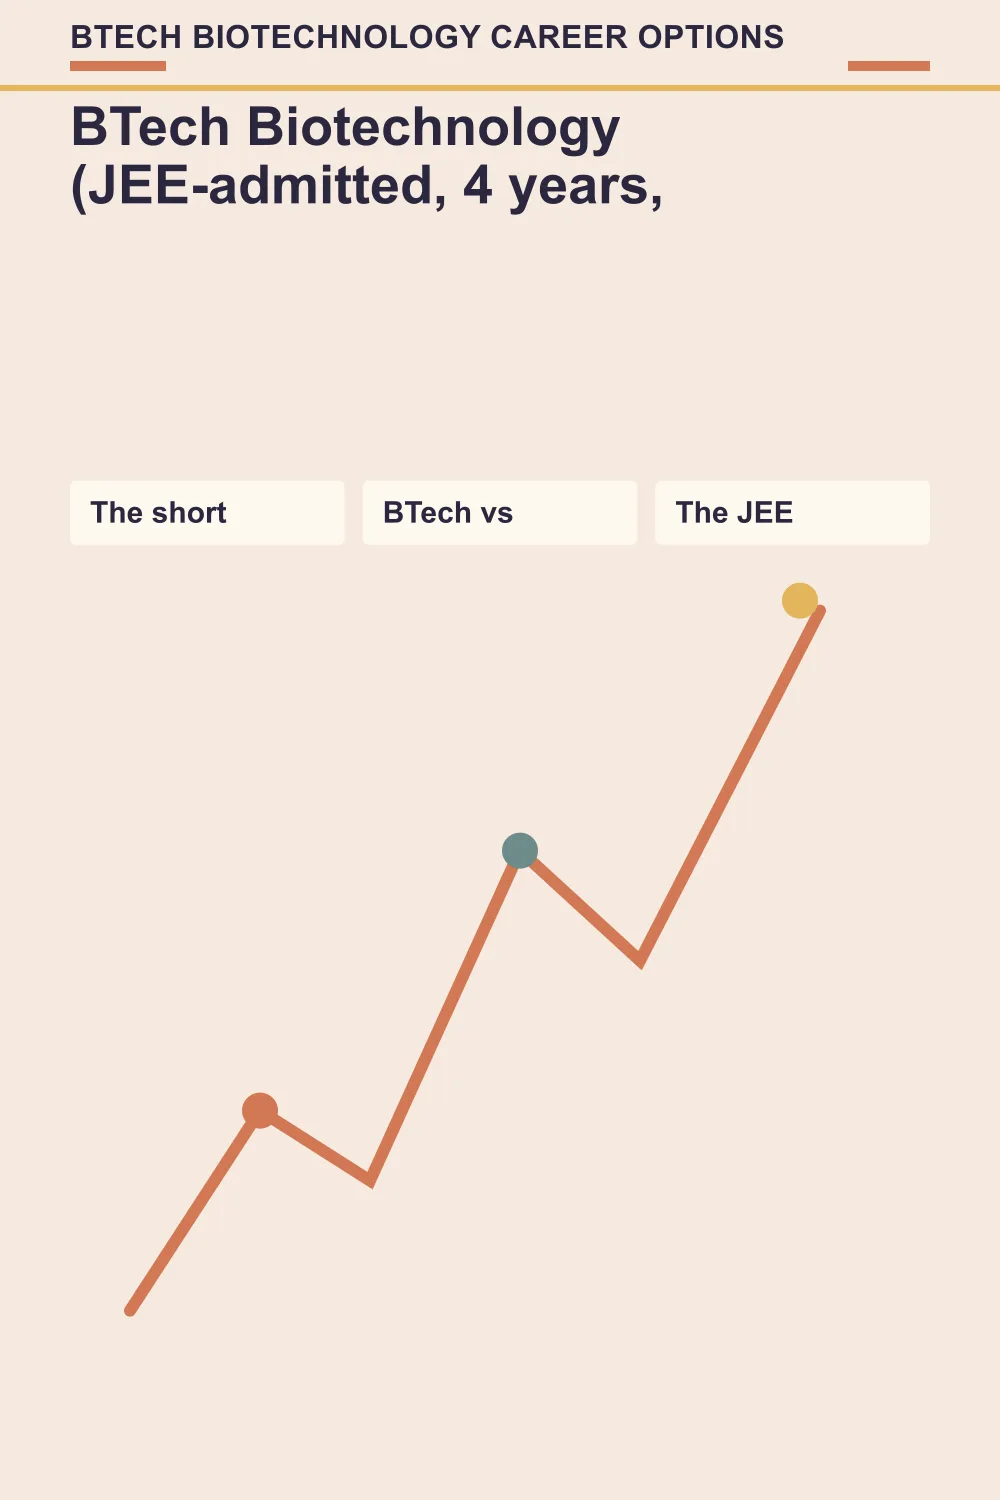 BTECH BIOTECHNOLOGY CAREER OPTIONS
BTech Biotechnology
(JEE-admitted, 4 years,
The short
BTech vs
The JEE